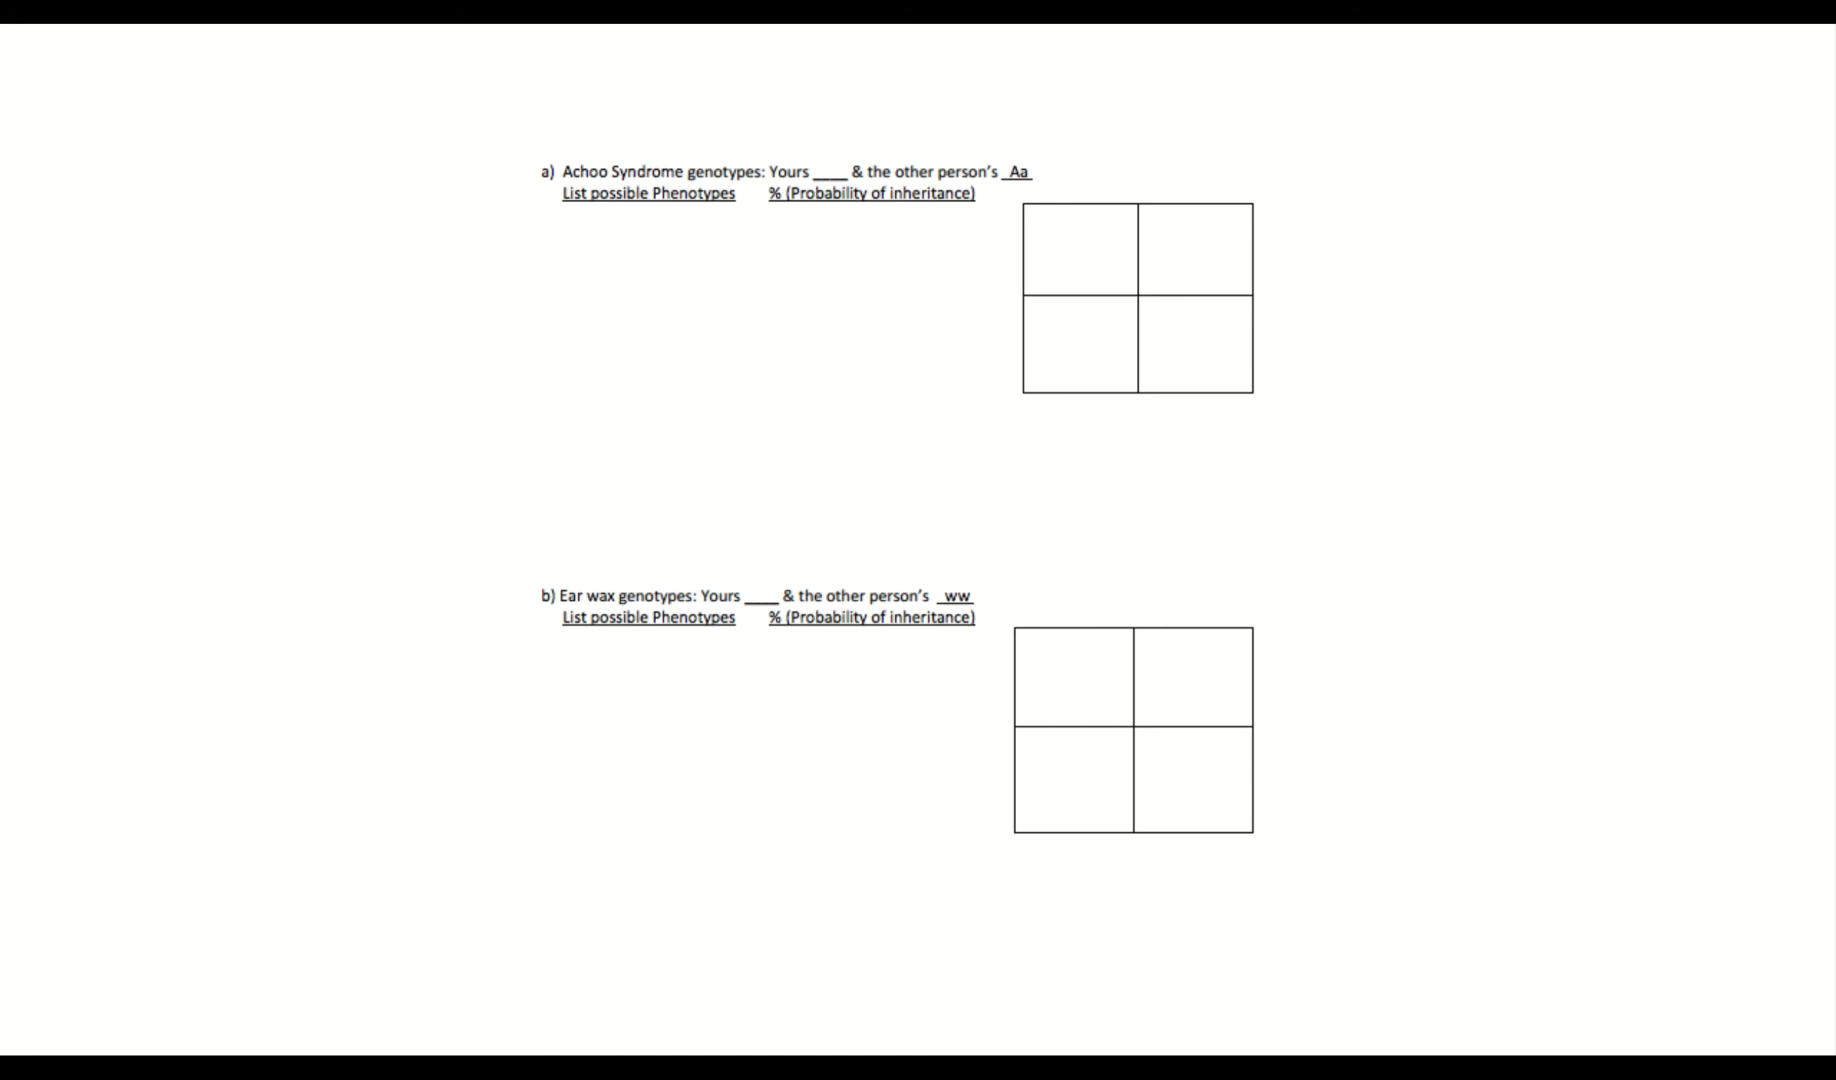 a) Achoo Syndrome genotypes: Yours ____ & the other person's _Aa_
List possible Phenotypes % (Probability of inheritance)
b) Ear wax genotypes: Yours ____ & the other person's _ww_
List possible Phenotypes % (Probability of inheritance)